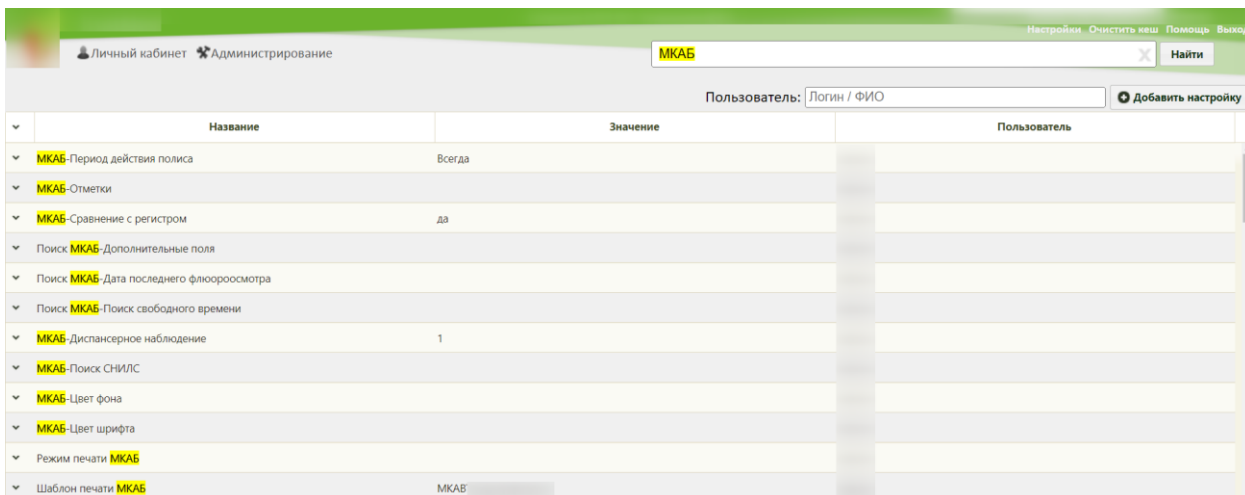 Настройки Очистить кеш Помощь Выход
Личный кабинет Администрирование МКАБ Найти
Пользователь: Логин / ФИО Добавить настройку
Название Значение Пользователь
МКАБ-Период действия полиса Всегда
МКАБ-Отметки
МКАБ-Сравнение с регистром да
Поиск МКАБ-Дополнительные поля
Поиск МКАБ-Дата последнего флюороосмотра
Поиск МКАБ-Поиск свободного времени
МКАБ-Диспансерное наблюдение 1
МКАБ-Поиск СНИЛС
МКАБ-Цвет фона
МКАБ-Цвет шрифта
Режим печати МКАБ
Шаблон печати МКАБ